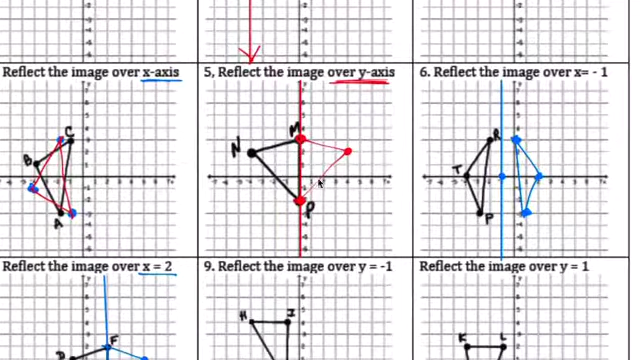 Reflect the image over x-axis
5, Reflect the image over y-axis
6. Reflect the image over x= - 1
C
B
A
M
N
P
R
T
P
Reflect the image over x = 2
9. Reflect the image over y = -1
Reflect the image over y = 1
F
D
H
I
K
L